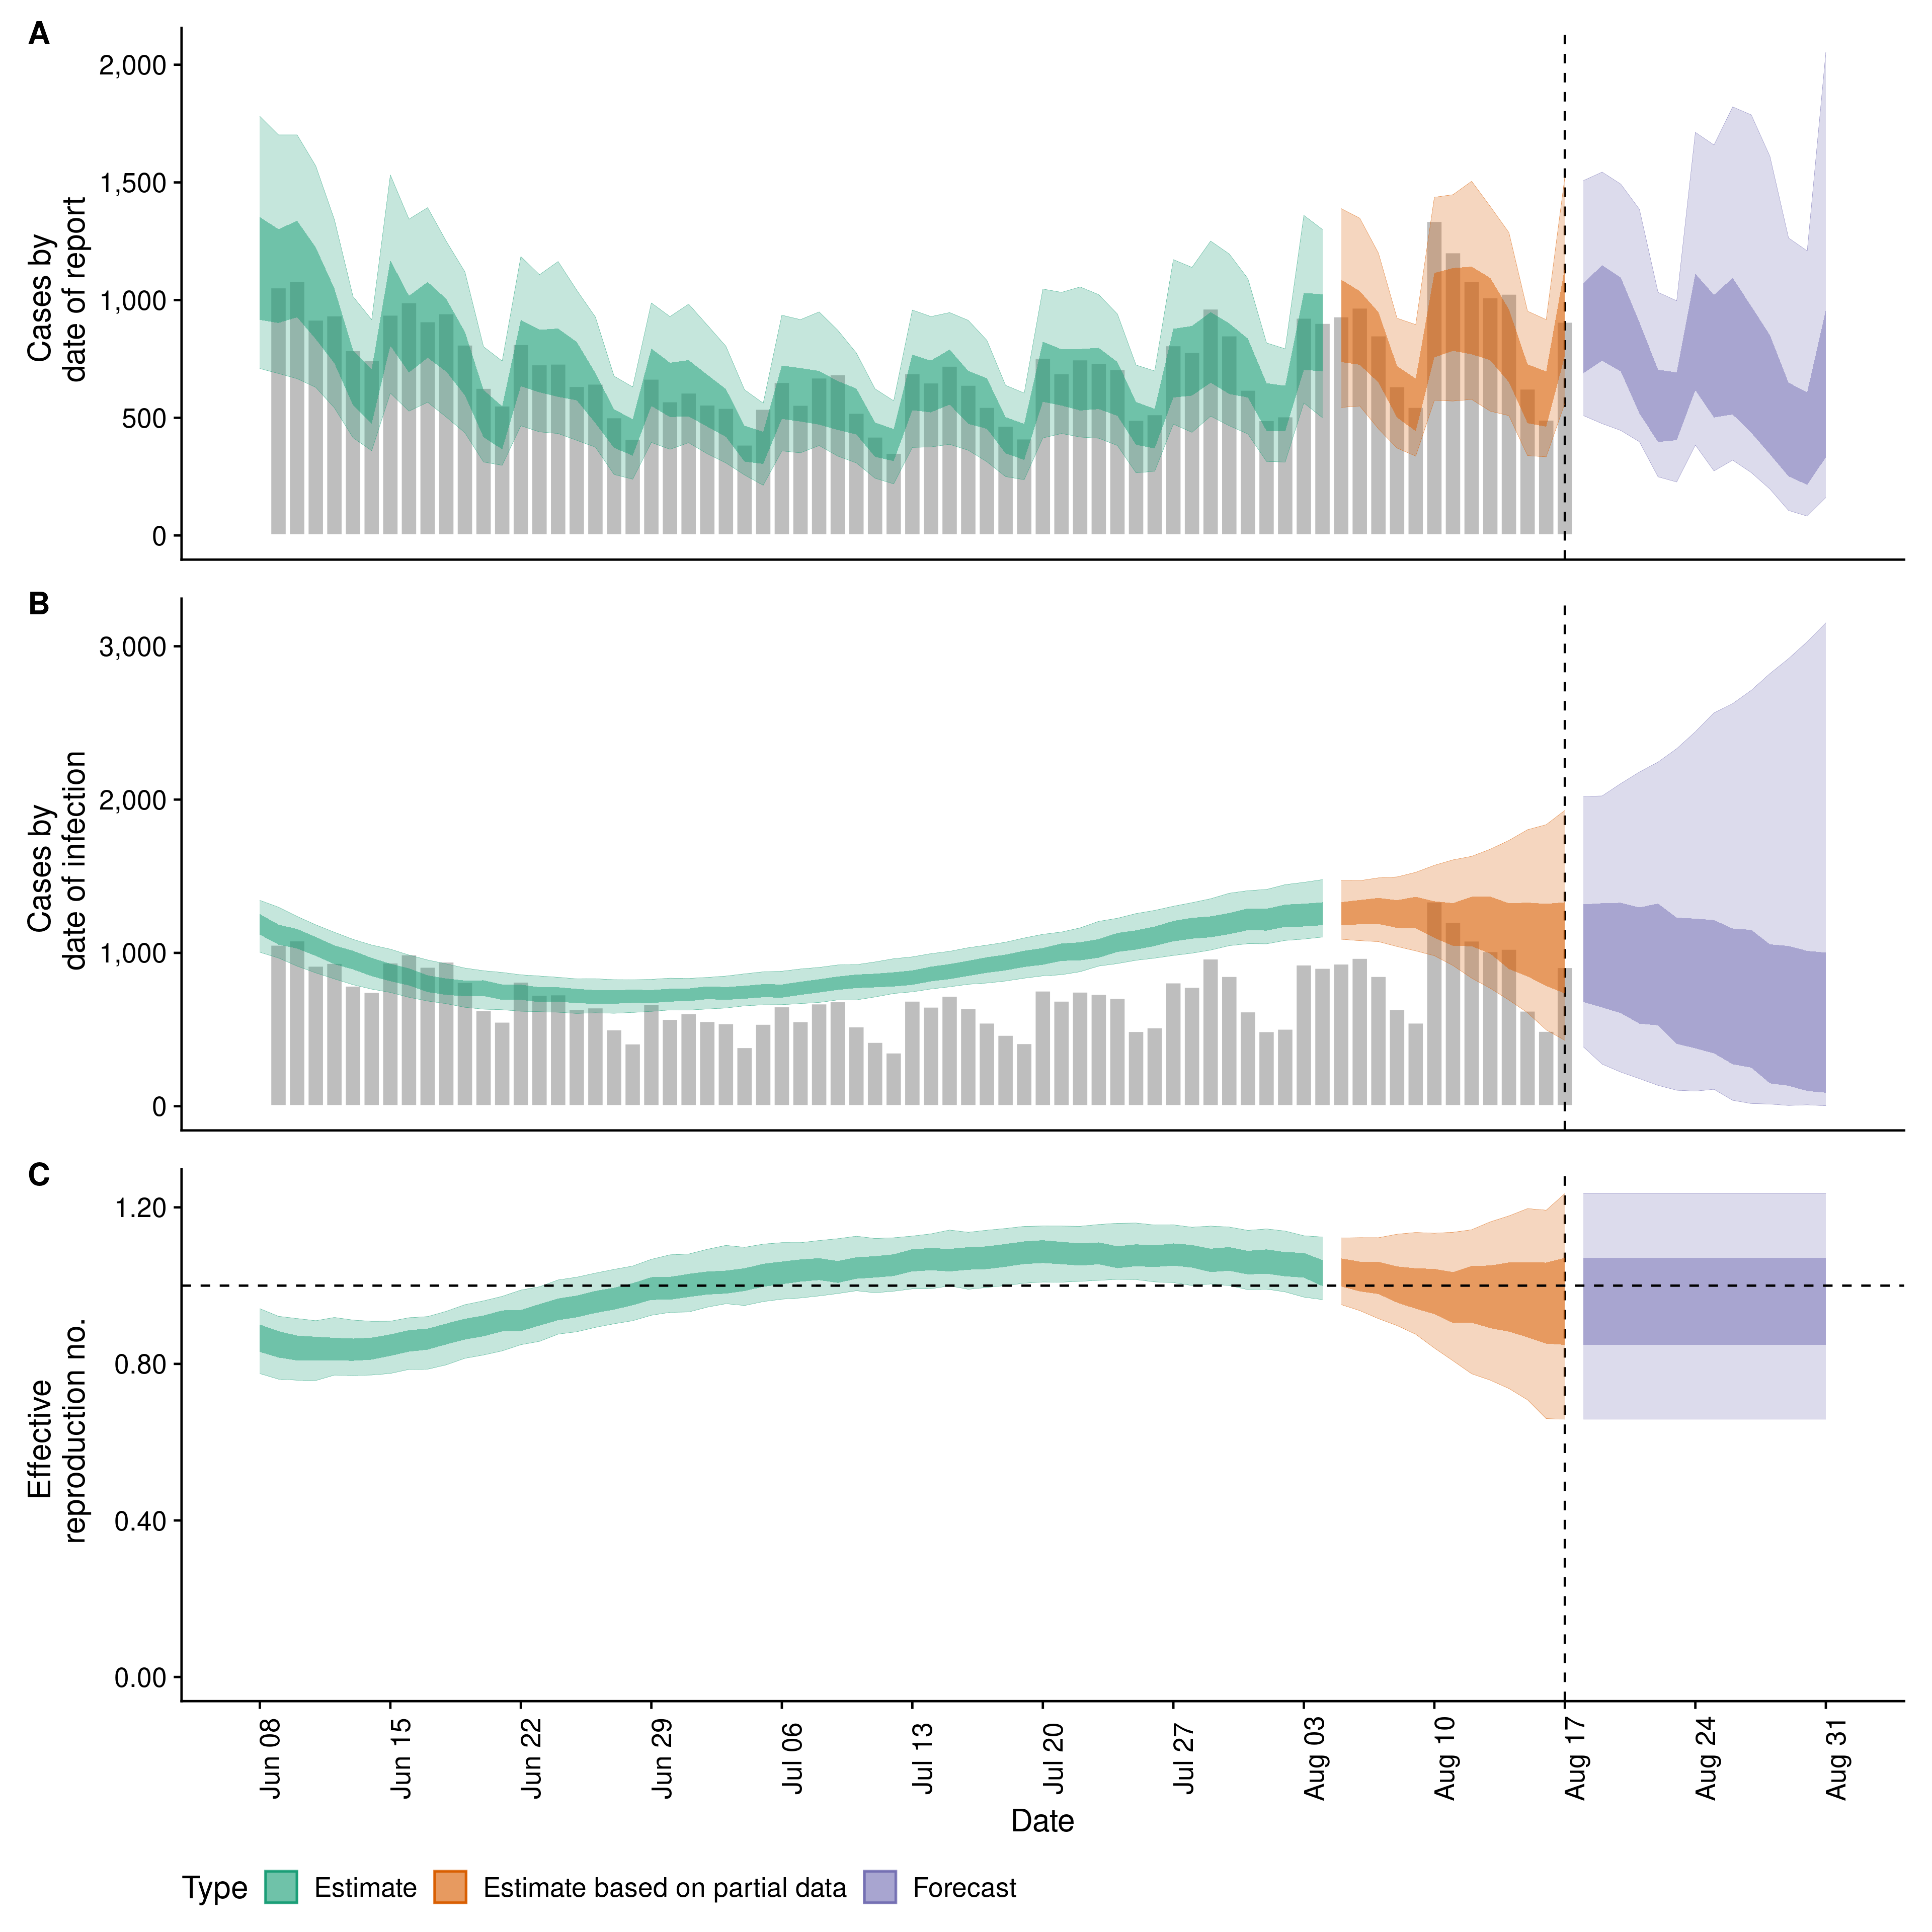 A
Cases by
date of report
2,000
1,500
1,000
500
0
B
Cases by
date of infection
3,000
2,000
1,000
0
C
Effective
reproduction no.
1.20
0.80
0.40
0.00
Jun 08
Jun 15
Jun 22
Jun 29
Jul 06
Jul 13
Jul 20
Jul 27
Aug 03
Aug 10
Aug 17
Aug 24
Aug 31
Date
Type Estimate Estimate based on partial data Forecast